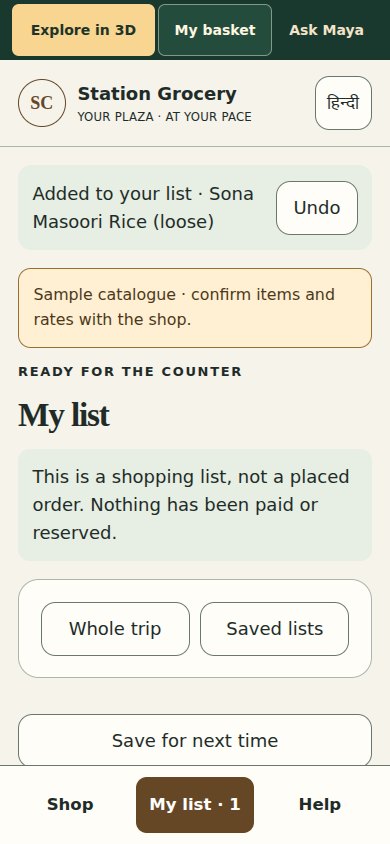 Explore in 3D
My basket
Ask Maya
SC
Station Grocery
YOUR PLAZA · AT YOUR PACE
हिन्दी
Added to your list · Sona
Masoori Rice (loose)
Undo
Sample catalogue · confirm items and
rates with the shop.
READY FOR THE COUNTER
My list
This is a shopping list, not a placed
order. Nothing has been paid or
reserved.
Whole trip
Saved lists
Save for next time
Shop
My list · 1
Help